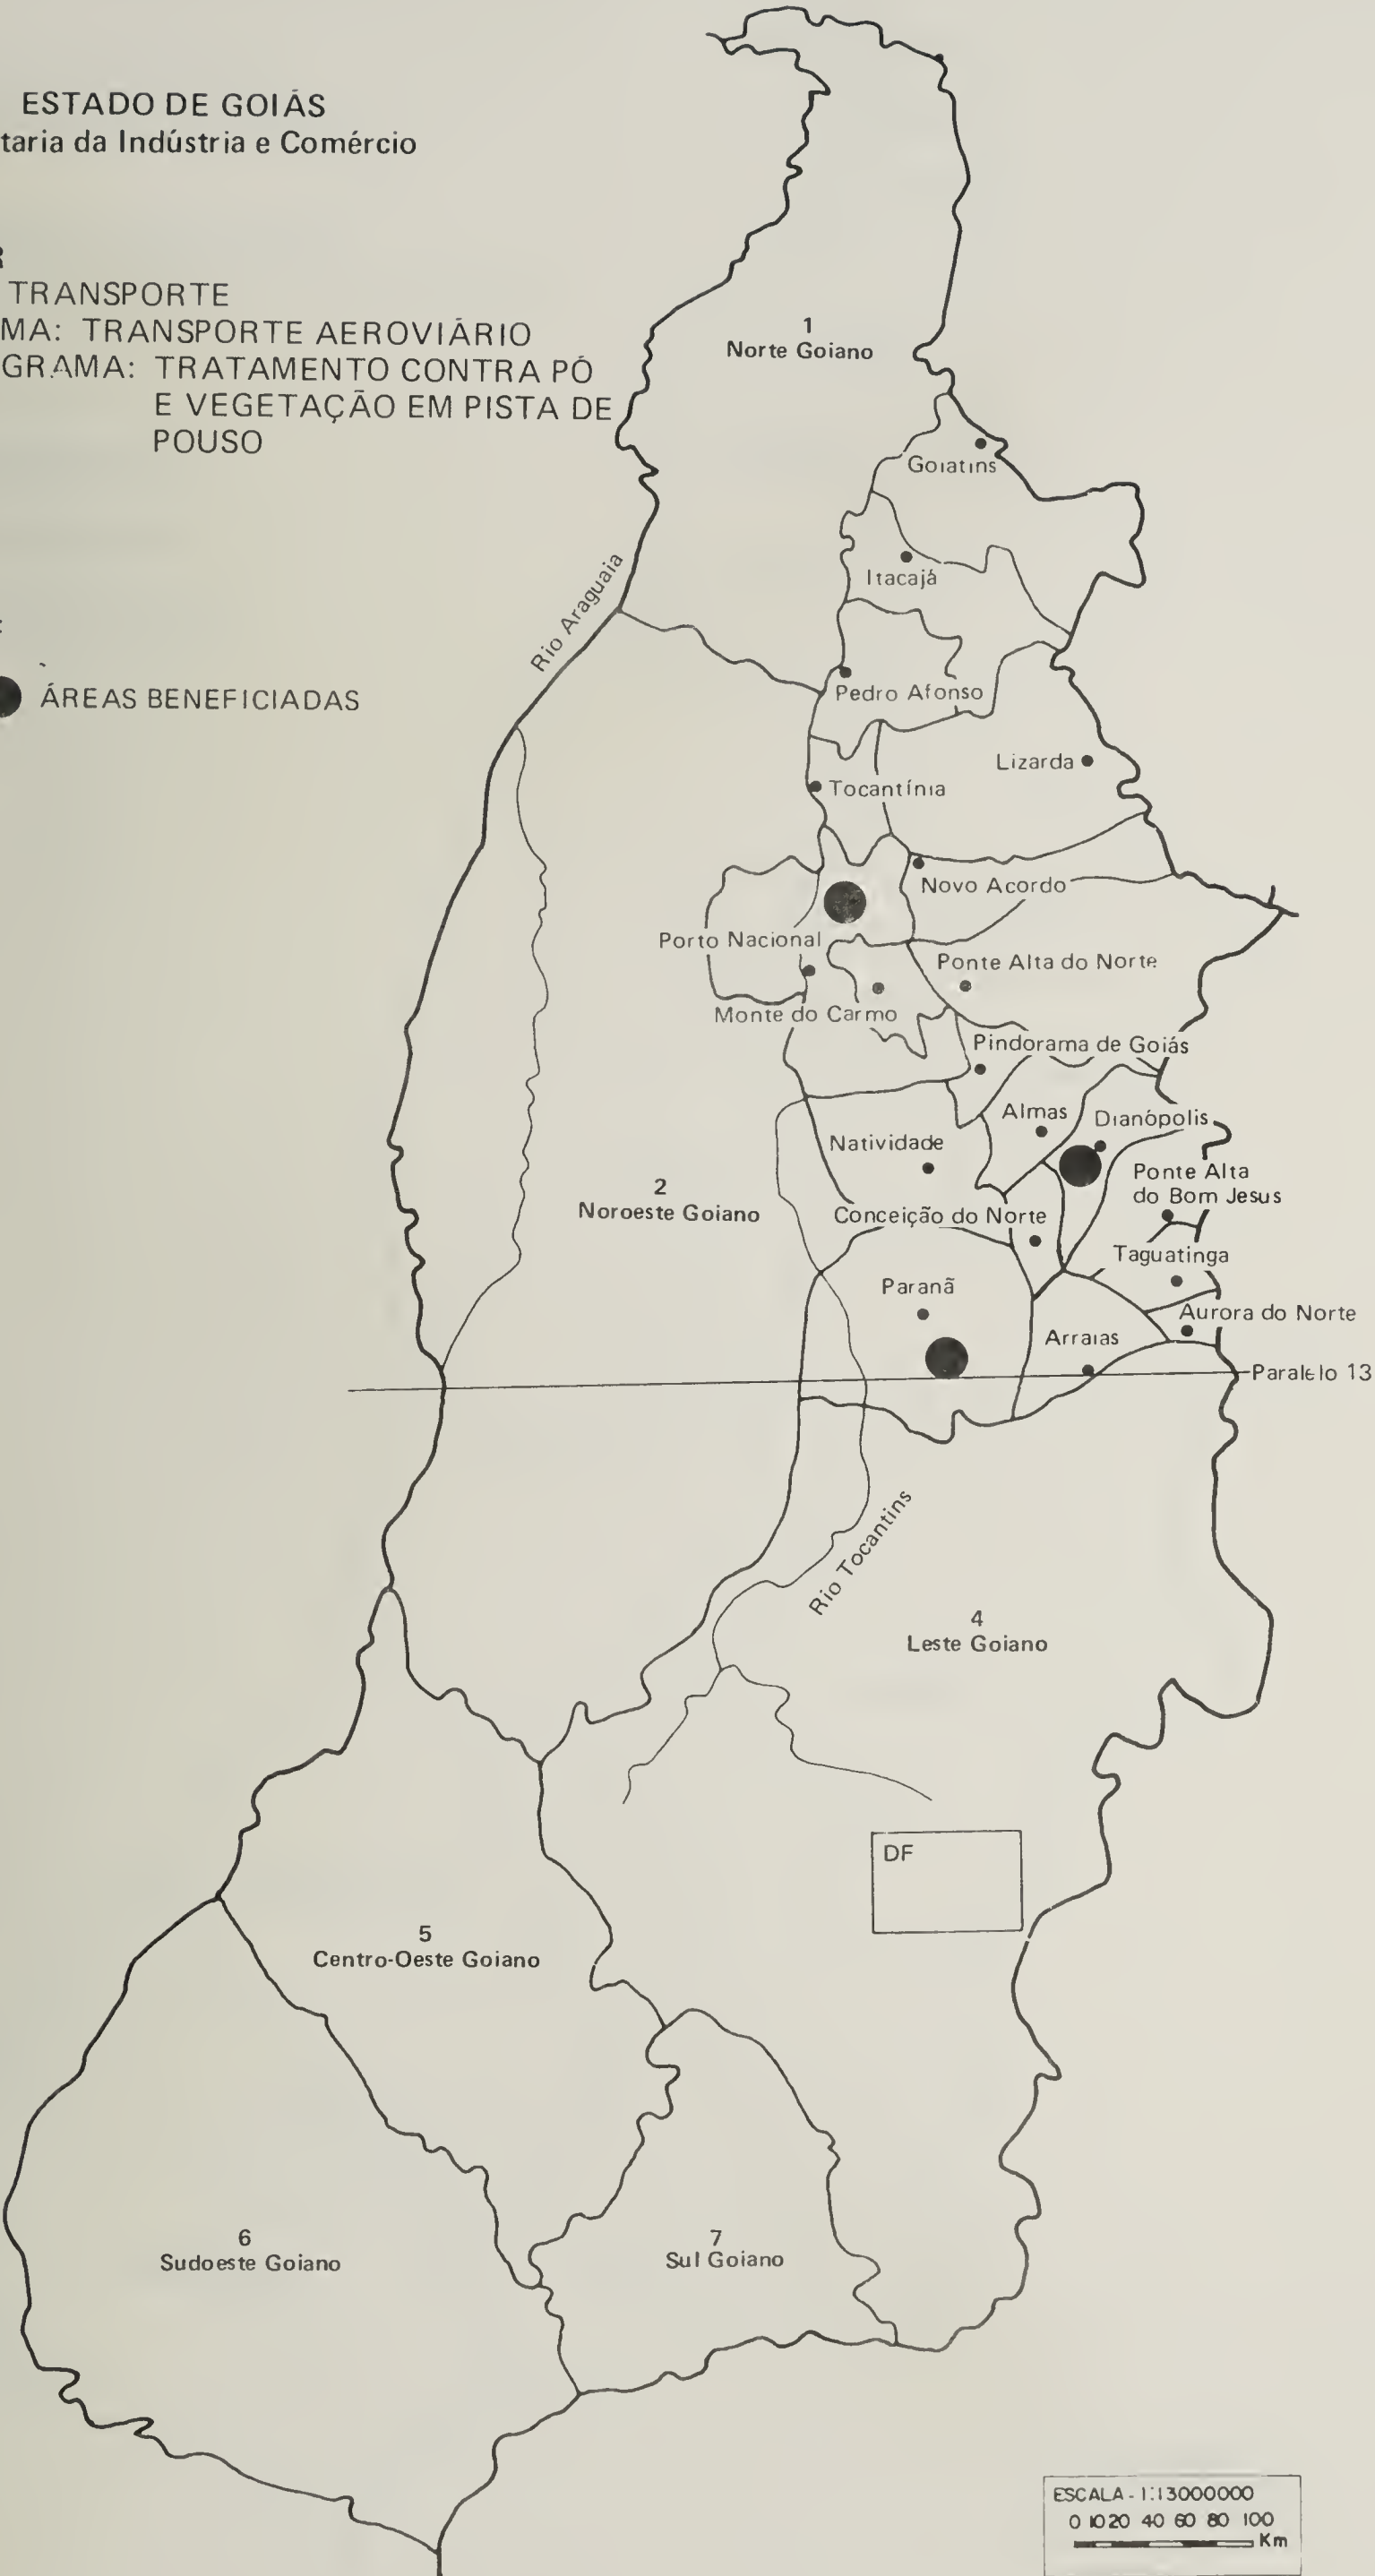 ESTADO DE GOIÁS
taria da Indústria e Comércio
R
TRANSPORTE
MA: TRANSPORTE AEROVIÁRIO
GRAMA: TRATAMENTO CONTRA PÓ
E VEGETAÇÃO EM PISTA DE
POUSO
ÁREAS BENEFICIADAS
1
Norte Goiano
Goiatins
Itacajá
Rio Araguaia
Pedro Afonso
Lizarda
Tocantínia
Novo Acordo
Porto Nacional
Ponte Alta do Norte
Monte do Carmo
Pindorama de Goiás
Almas
Dianópolis
Natividade
Ponte Alta
do Bom Jesus
2
Noroeste Goiano
Conceição do Norte
Taguatinga
Paranã
Aurora do Norte
Arraias
Paralelo 13
Rio Tocantins
4
Leste Goiano
DF
5
Centro-Oeste Goiano
6
Sudoeste Goiano
7
Sul Goiano
ESCALA - 1:13000000
0 10 20 40 60 80 100
Km